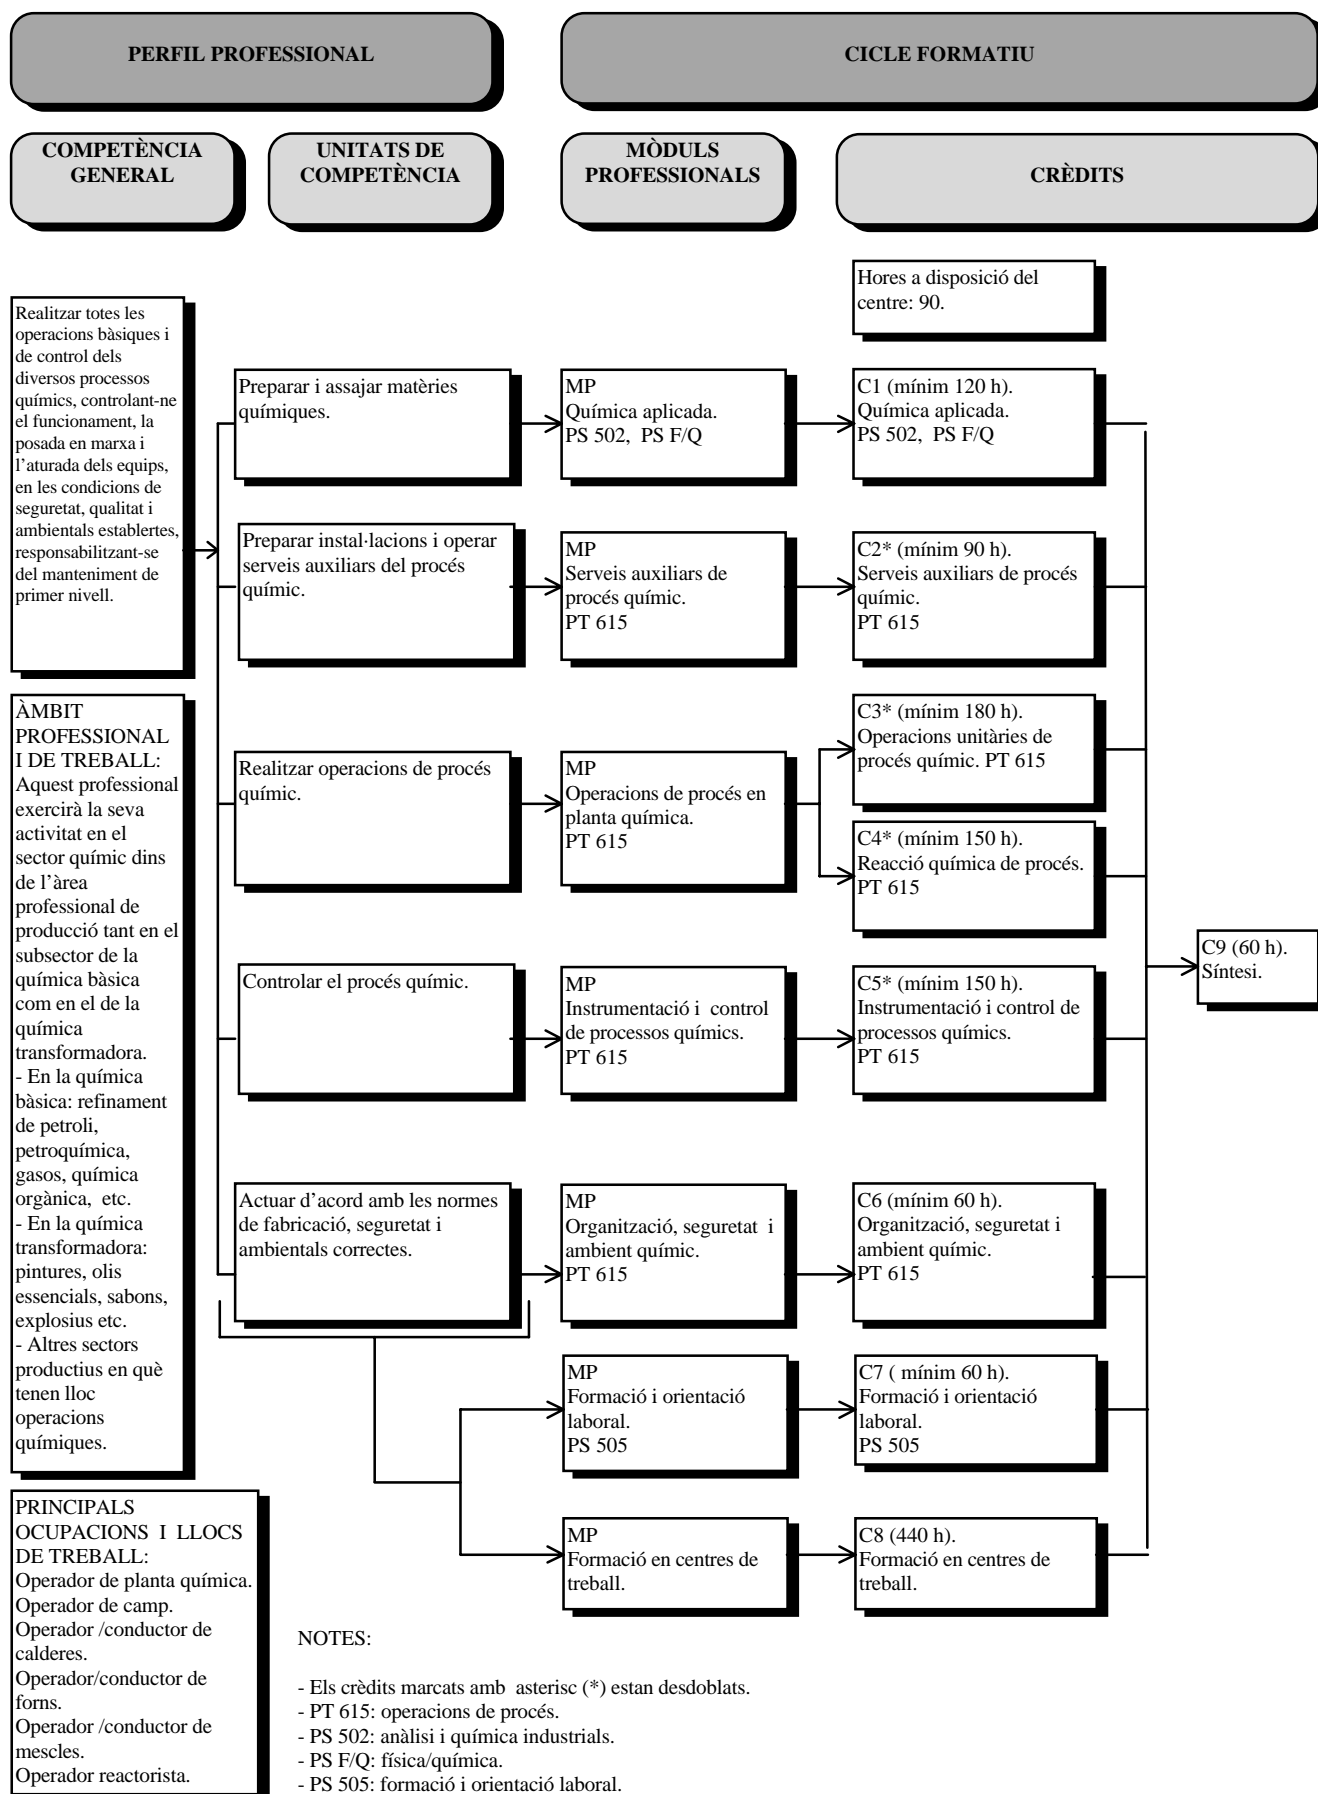 PERFIL PROFESSIONAL
CICLE FORMATIU
COMPETÈNCIA
GENERAL
UNITATS DE
COMPETÈNCIA
MÒDULS
PROFESSIONALS
CRÈDITS
Hores a disposició del
centre: 90.
Realitzar totes les
operacions bàsiques i
de control dels
diversos processos
químics, controlant-ne
el funcionament, la
posada en marxa i
l’aturada dels equips,
en les condicions de
seguretat, qualitat i
ambientals establertes,
responsabilitzant-se
del manteniment de
primer nivell.
Preparar i assajar matèries
químiques.
MP
Química aplicada.
PS 502,  PS F/Q
C1 (mínim 120 h).
Química aplicada.
PS 502,  PS F/Q
Preparar instal·lacions i operar
serveis auxiliars del procés
químic.
MP
Serveis auxiliars de
procés químic.
PT 615
C2* (mínim 90 h).
Serveis auxiliars de procés
químic.
PT 615
ÀMBIT
PROFESSIONAL
I DE TREBALL:
Aquest professional
exercirà la seva
activitat en el
sector químic dins
de l’àrea
professional de
producció tant en el
subsector de la
química bàsica
com en el de la
química
transformadora.
- En la química
bàsica: refinament
de petroli,
petroquímica,
gasos, química
orgànica,  etc.
- En la química
transformadora:
pintures, olis
essencials, sabons,
explosius etc.
- Altres sectors
productius en què
tenen lloc
operacions
químiques.
Realitzar operacions de procés
químic.
MP
Operacions de procés en
planta química.
PT 615
C3* (mínim 180 h).
Operacions unitàries de
procés químic. PT 615
C4* (mínim 150 h).
Reacció química de procés.
PT 615
Controlar el procés químic.
MP
Instrumentació i  control
de processos químics.
PT 615
C5* (mínim 150 h).
Instrumentació i control de
processos químics.
PT 615
C9 (60 h).
Síntesi.
Actuar d’acord amb les normes
de fabricació, seguretat i
ambientals correctes.
MP
Organització, seguretat  i
ambient químic.
PT 615
C6 (mínim 60 h).
Organització, seguretat i
ambient químic.
PT 615
MP
Formació i orientació
laboral.
PS 505
C7 ( mínim 60 h).
Formació i orientació
laboral.
PS 505
MP
Formació en centres de
treball.
C8 (440 h).
Formació en centres de
treball.
PRINCIPALS
OCUPACIONS  I  LLOCS
DE TREBALL:
Operador de planta química.
Operador de camp.
Operador /conductor de
calderes.
Operador/conductor de
forns.
Operador /conductor de
mescles.
Operador reactorista.
NOTES:
- Els crèdits marcats amb  asterisc (*) estan desdoblats.
- PT 615: operacions de procés.
- PS 502: anàlisi i química industrials.
- PS F/Q: física/química.
- PS 505: formació i orientació laboral.